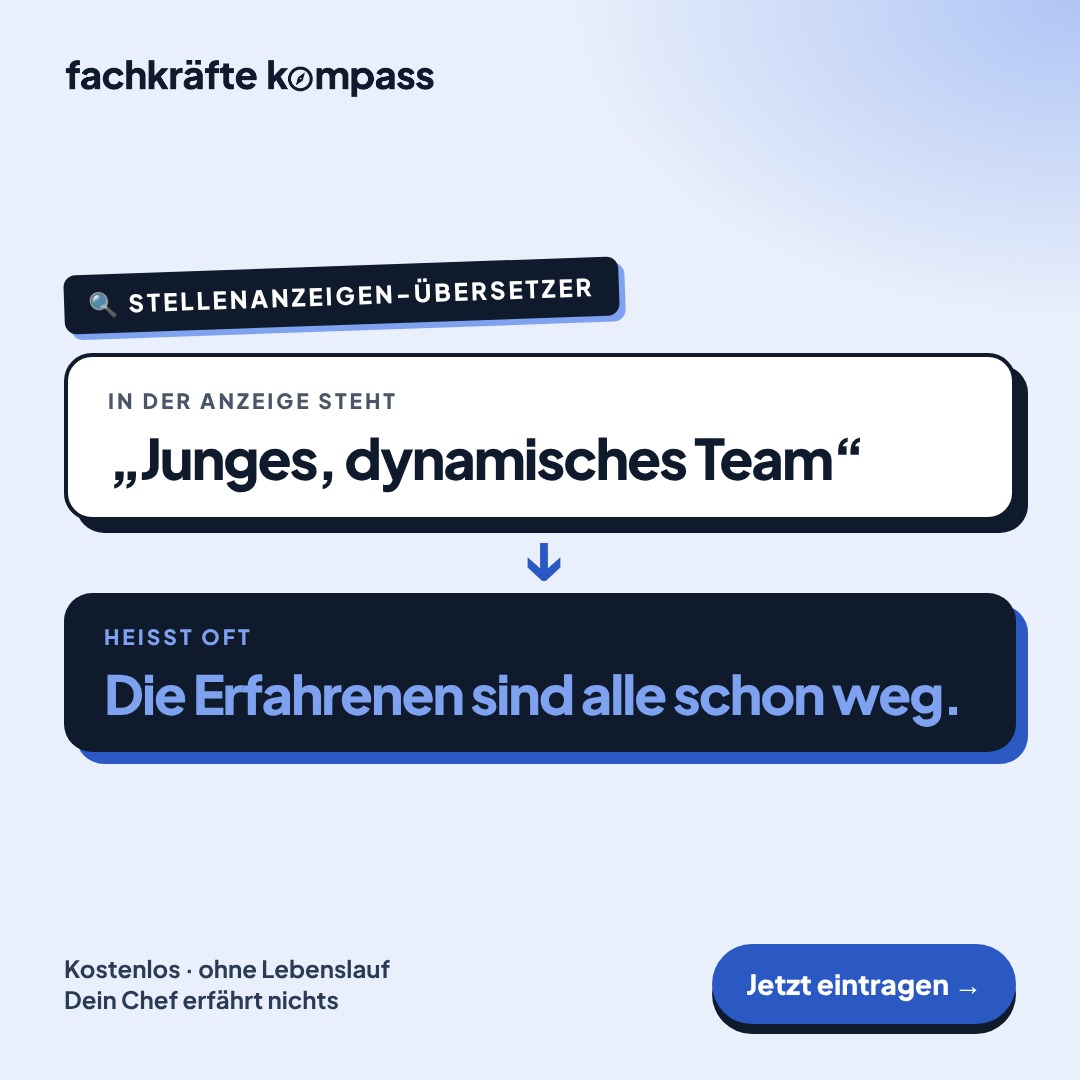 fachkräfte kompass
🔍 STELLENANZEIGEN-ÜBERSETZER
IN DER ANZEIGE STEHT
„Junges, dynamisches Team“
↓
HEISST OFT
Die Erfahrenen sind alle schon weg.
Kostenlos · ohne Lebenslauf
Dein Chef erfährt nichts
Jetzt eintragen →